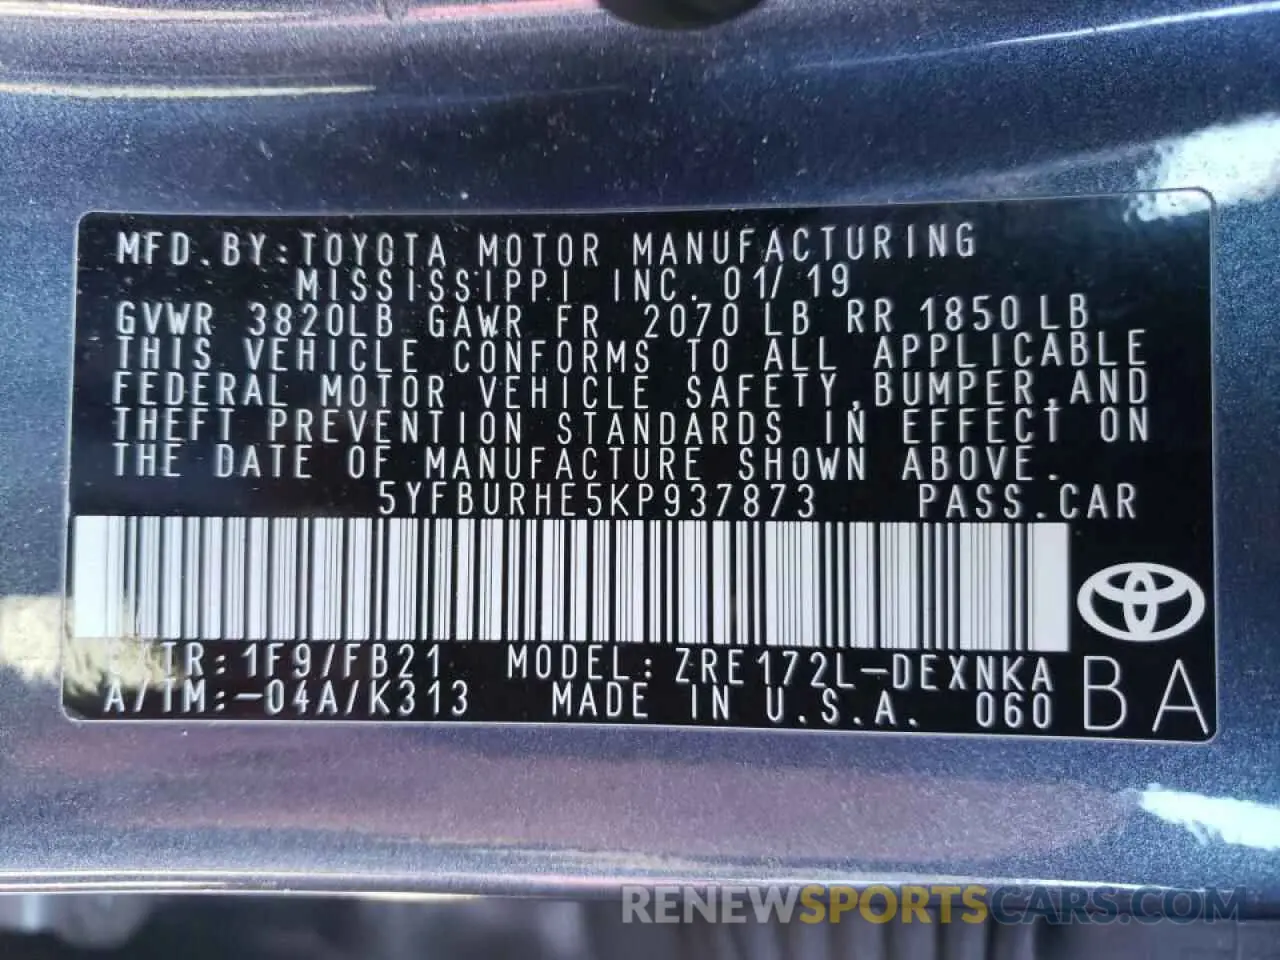 MFD.BY:TOYOTA MOTOR MANUFACTURING
MISSISSIPPI INC. 01/19
GVWR 3820LB GAWR FR 2070LB RR 1850LB
THIS VEHICLE CONFORMS TO ALL APPLICABLE
FEDERAL MOTOR VEHICLE SAFETY,BUMPER,AND
THEFT PREVENTION STANDARDS IN EFFECT ON
THE DATE OF MANUFACTURE SHOWN ABOVE.
5YFBURHE5KP937873 PASS.CAR
C/TR:1F9/FB21 MODEL:ZRE172L-DEXNKA
A/TM:-04A/K313 MADE IN U.S.A. 060
BA
RENEWSPORTSCARS.COM